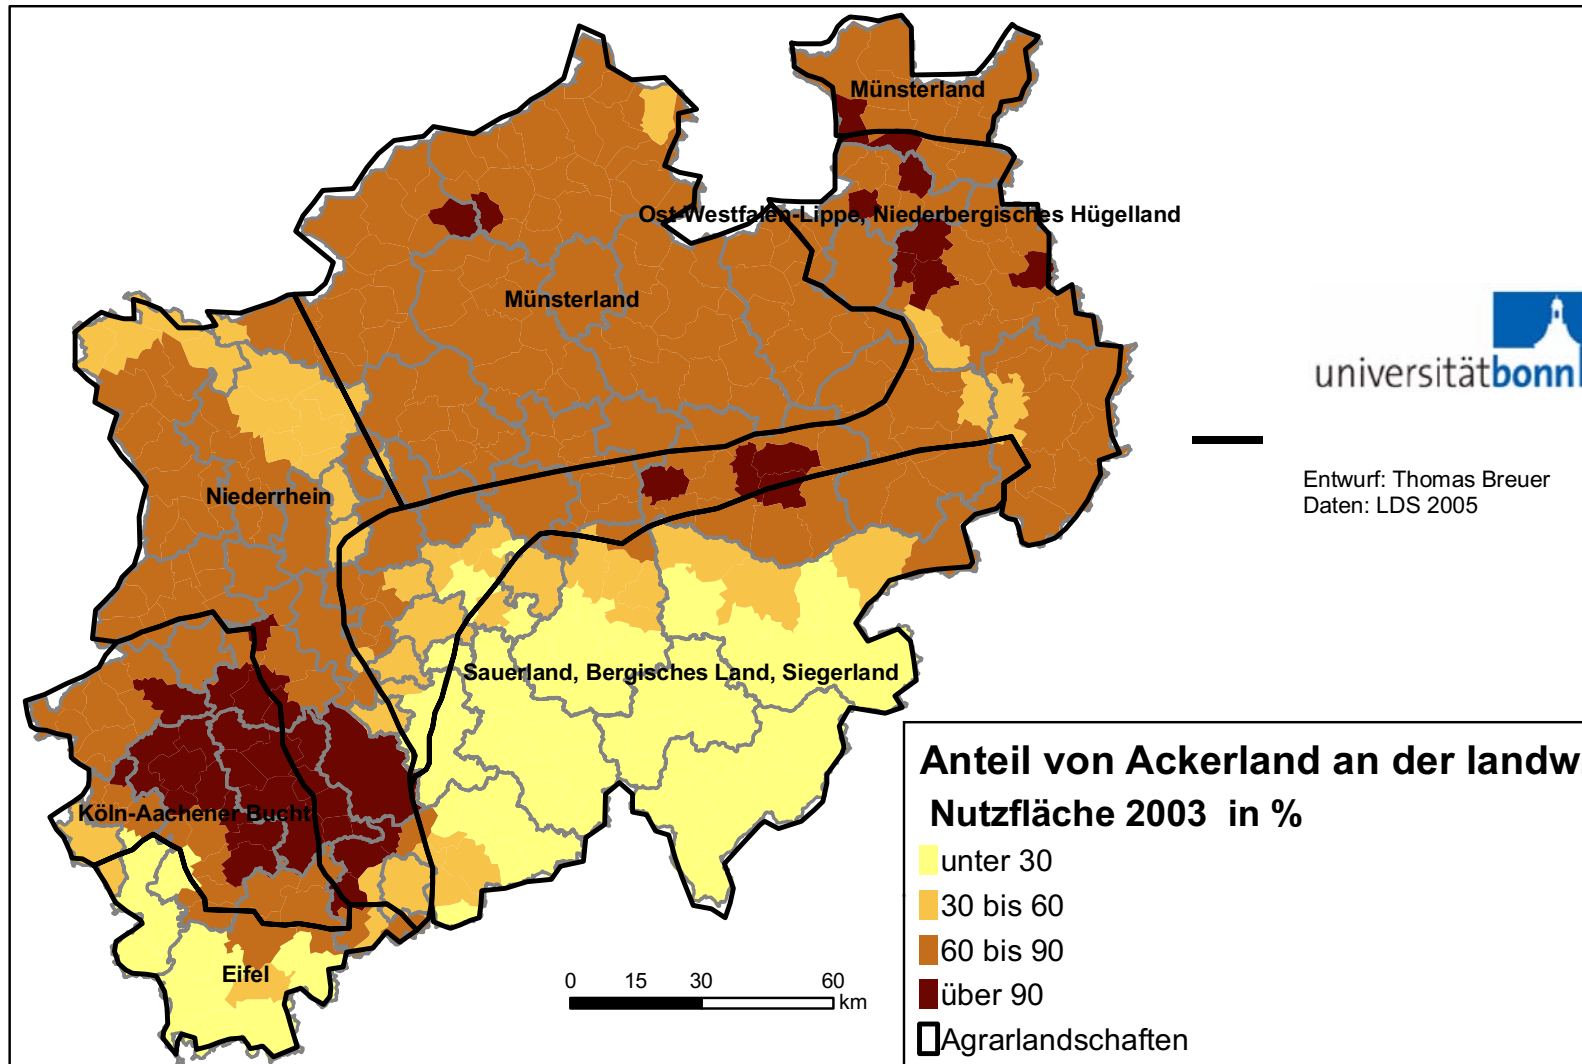 Münsterland
Ost-Westfalen-Lippe, Niederbergisches Hügelland
Münsterland
universitätbonn
Niederrhein
Entwurf: Thomas Breuer
Daten: LDS 2005
Sauerland, Bergisches Land, Siegerland
Köln-Aachener Bucht
Eifel
0 15 30 60
km
Anteil von Ackerland an der landw.
Nutzfläche 2003 in %
unter 30
30 bis 60
60 bis 90
über 90
Agrarlandschaften